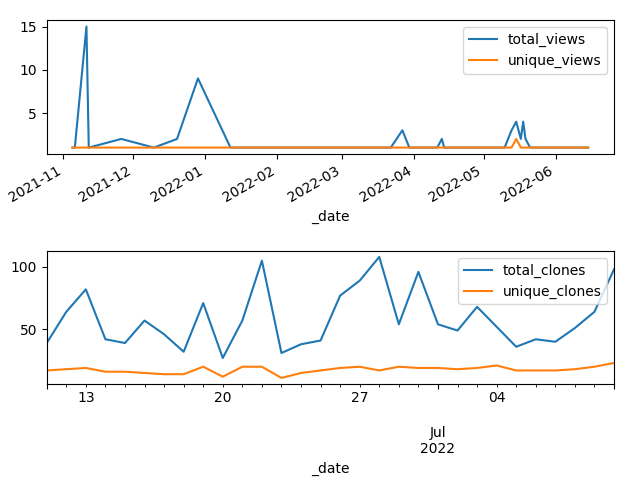 15
10
5
total_views
unique_views
2021-11
2021-12
2022-01
2022-02
2022-03
2022-04
2022-05
2022-06
_date
100
50
total_clones
unique_clones
13
20
27
04
Jul
2022
_date